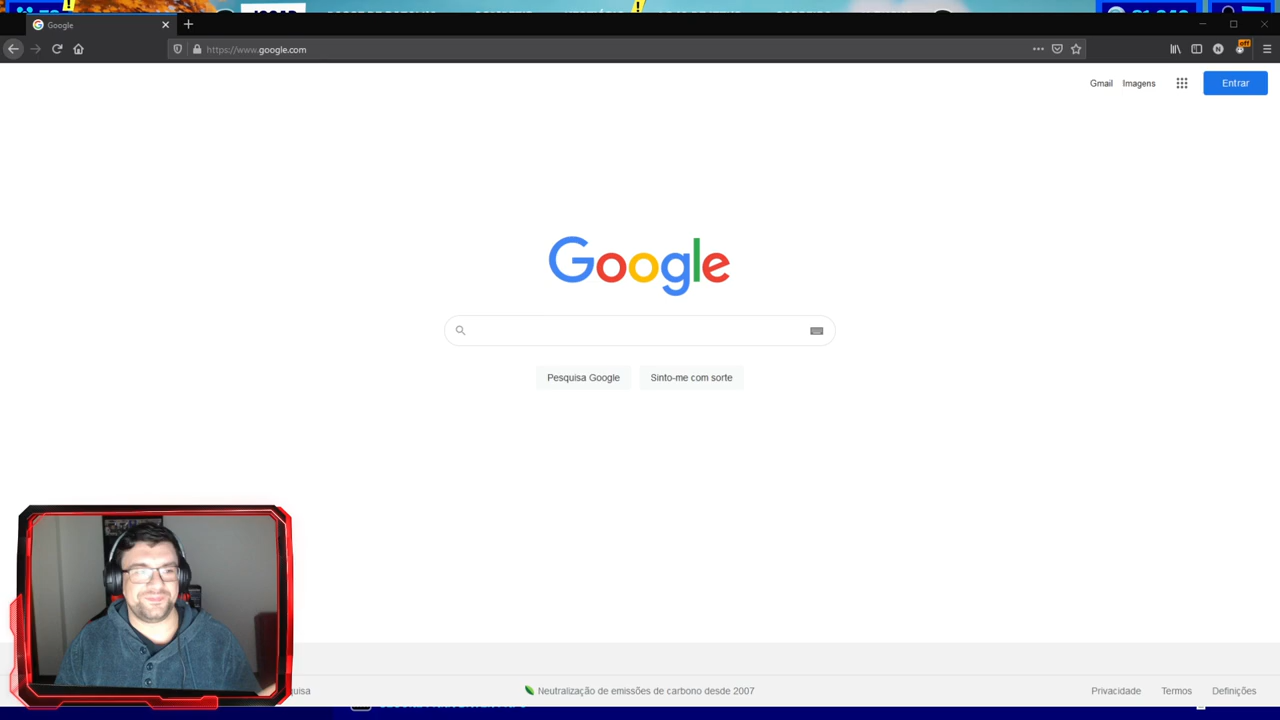 Google
https://www.google.com
off
Gmail
Imagens
Entrar
Google
Pesquisa Google
Sinto-me com sorte
Neutralização de emissões de carbono desde 2007
Privacidade
Termos
Definições